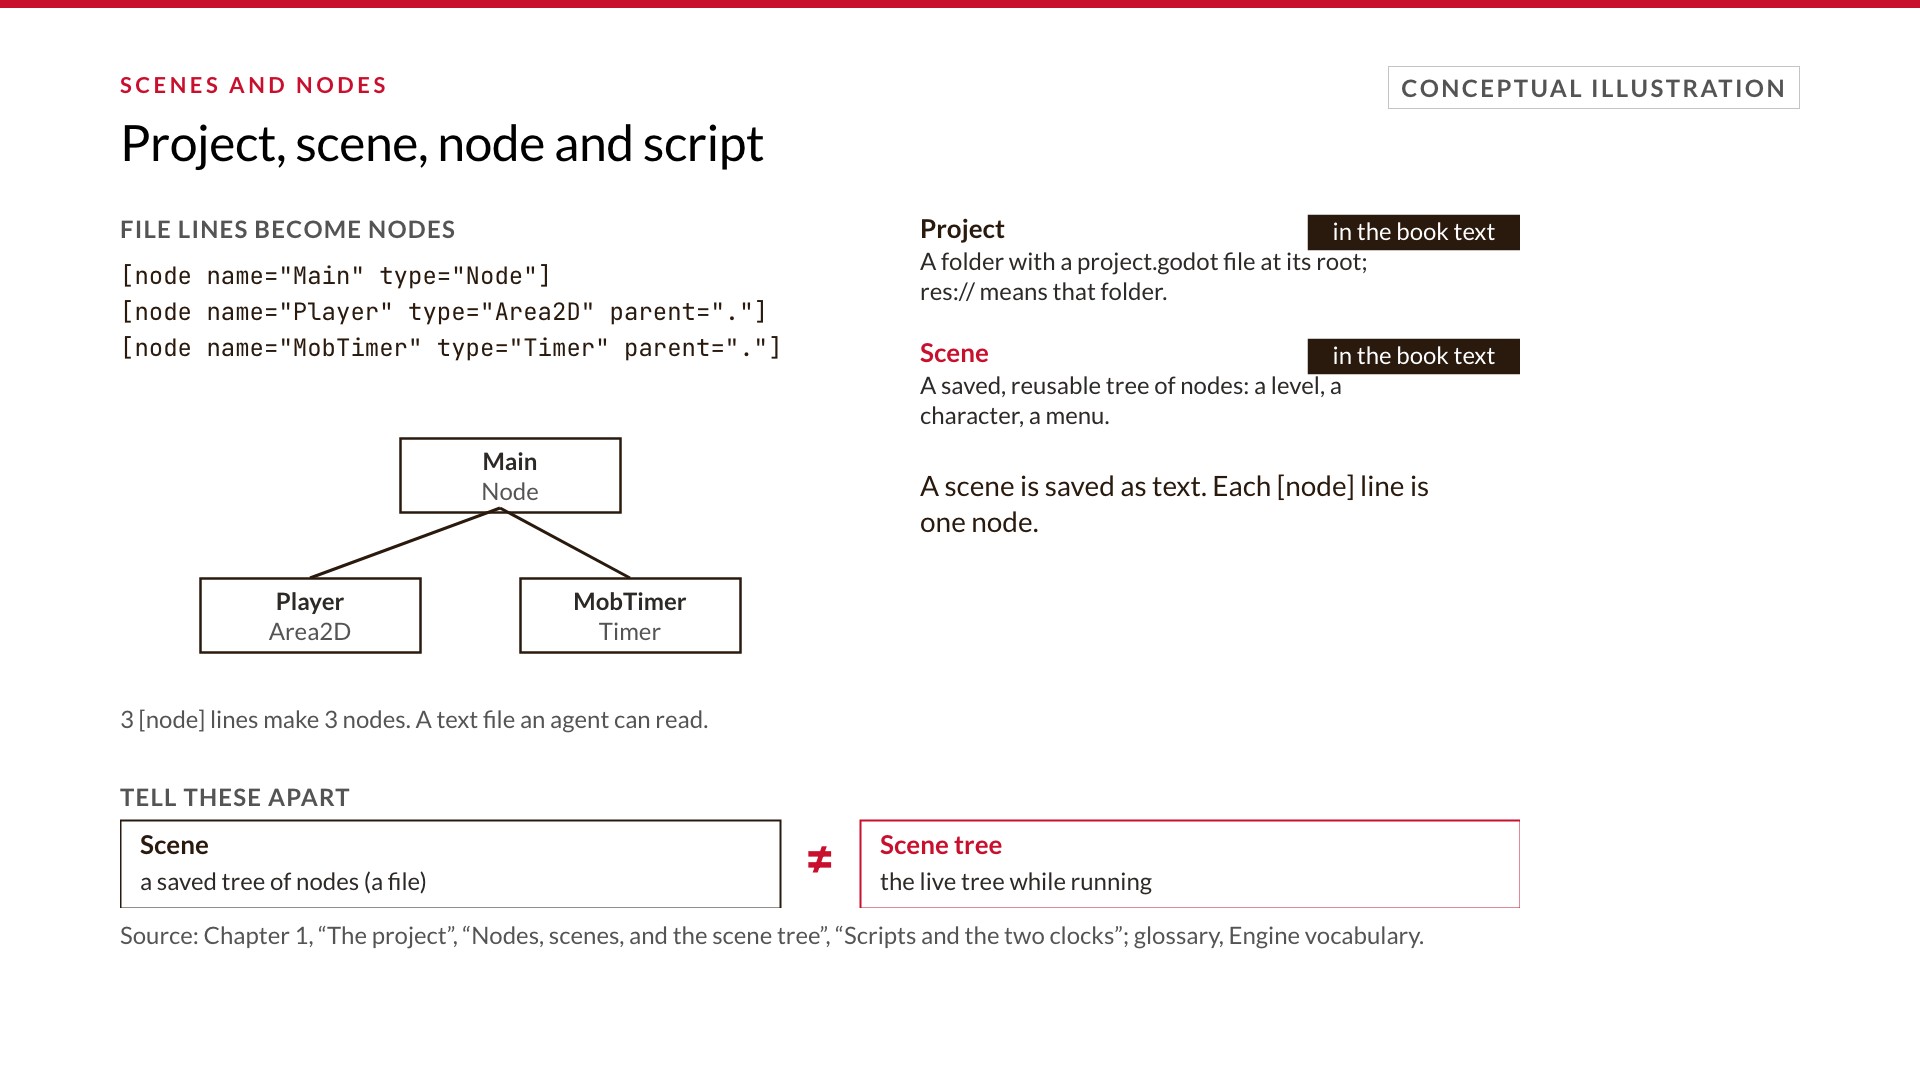 SCENES AND NODES
CONCEPTUAL ILLUSTRATION
Project, scene, node and script
FILE LINES BECOME NODES
[node name="Main" type="Node"]
[node name="Player" type="Area2D" parent="."]
[node name="MobTimer" type="Timer" parent="."]
Main
Node
Player
Area2D
MobTimer
Timer
3 [node] lines make 3 nodes. A text file an agent can read.
Project
in the book text
A folder with a project.godot file at its root;
res:// means that folder.
Scene
in the book text
A saved, reusable tree of nodes: a level, a
character, a menu.
A scene is saved as text. Each [node] line is
one node.
TELL THESE APART
Scene
a saved tree of nodes (a file)
≠
Scene tree
the live tree while running
Source: Chapter 1, “The project”, “Nodes, scenes, and the scene tree”, “Scripts and the two clocks”; glossary, Engine vocabulary.